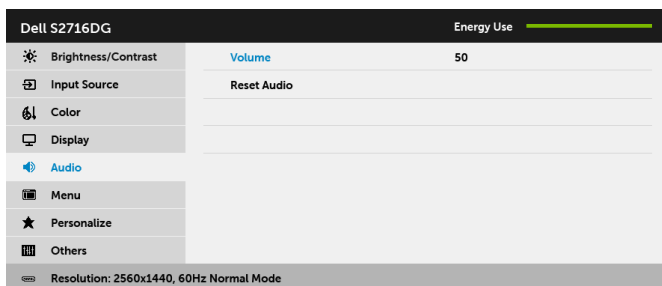 Dell S2716DG Energy Use
Brightness/Contrast Volume 50
Input Source Reset Audio
Color
Display
Audio
Menu
Personalize
Others
Resolution: 2560x1440, 60Hz Normal Mode